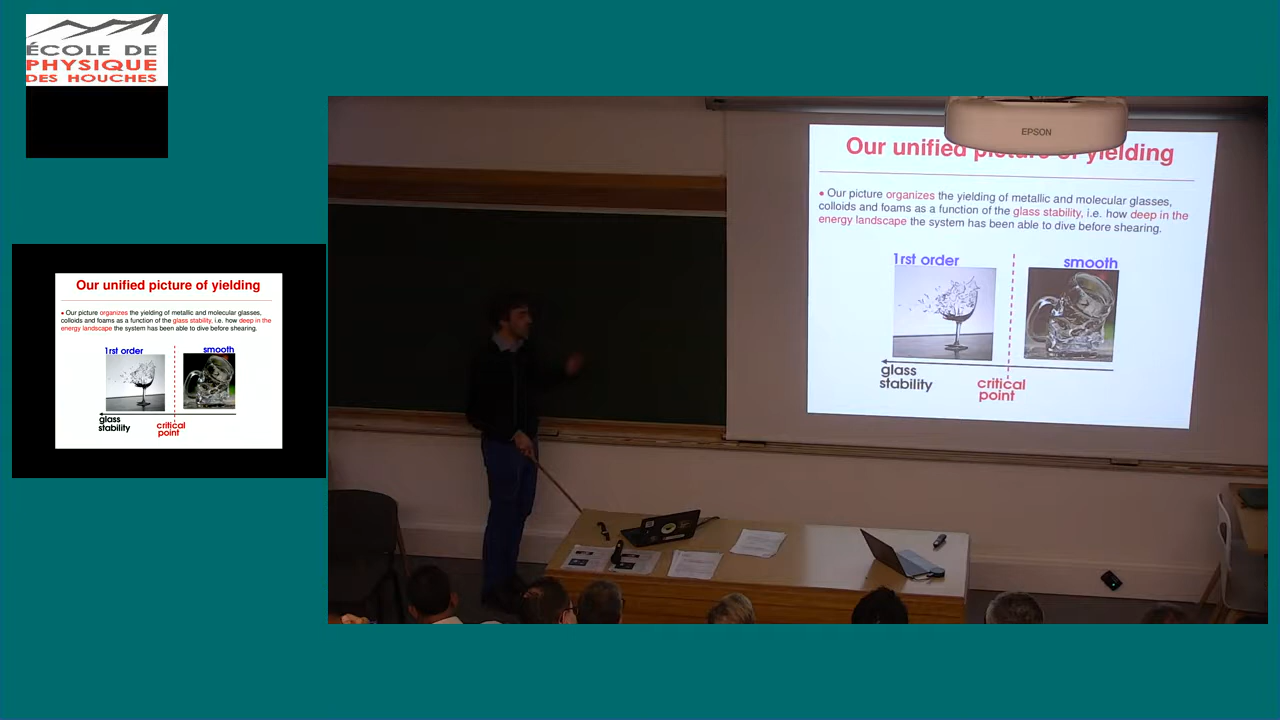 ÉCOLE DE
PHYSIQUE
DES HOUCHES
Our unified picture of yielding
• Our picture organizes the yielding of metallic and molecular glasses,
colloids and foams as a function of the glass stability, i.e. how deep in the
energy landscape the system has been able to dive before shearing.
1rst order
smooth
glass
stability
critical
point
EPSON
Our unified picture of yielding
• Our picture organizes the yielding of metallic and molecular glasses,
colloids and foams as a function of the glass stability, i.e. how deep in the
energy landscape the system has been able to dive before shearing.
1rst order
smooth
glass
stability
critical
point